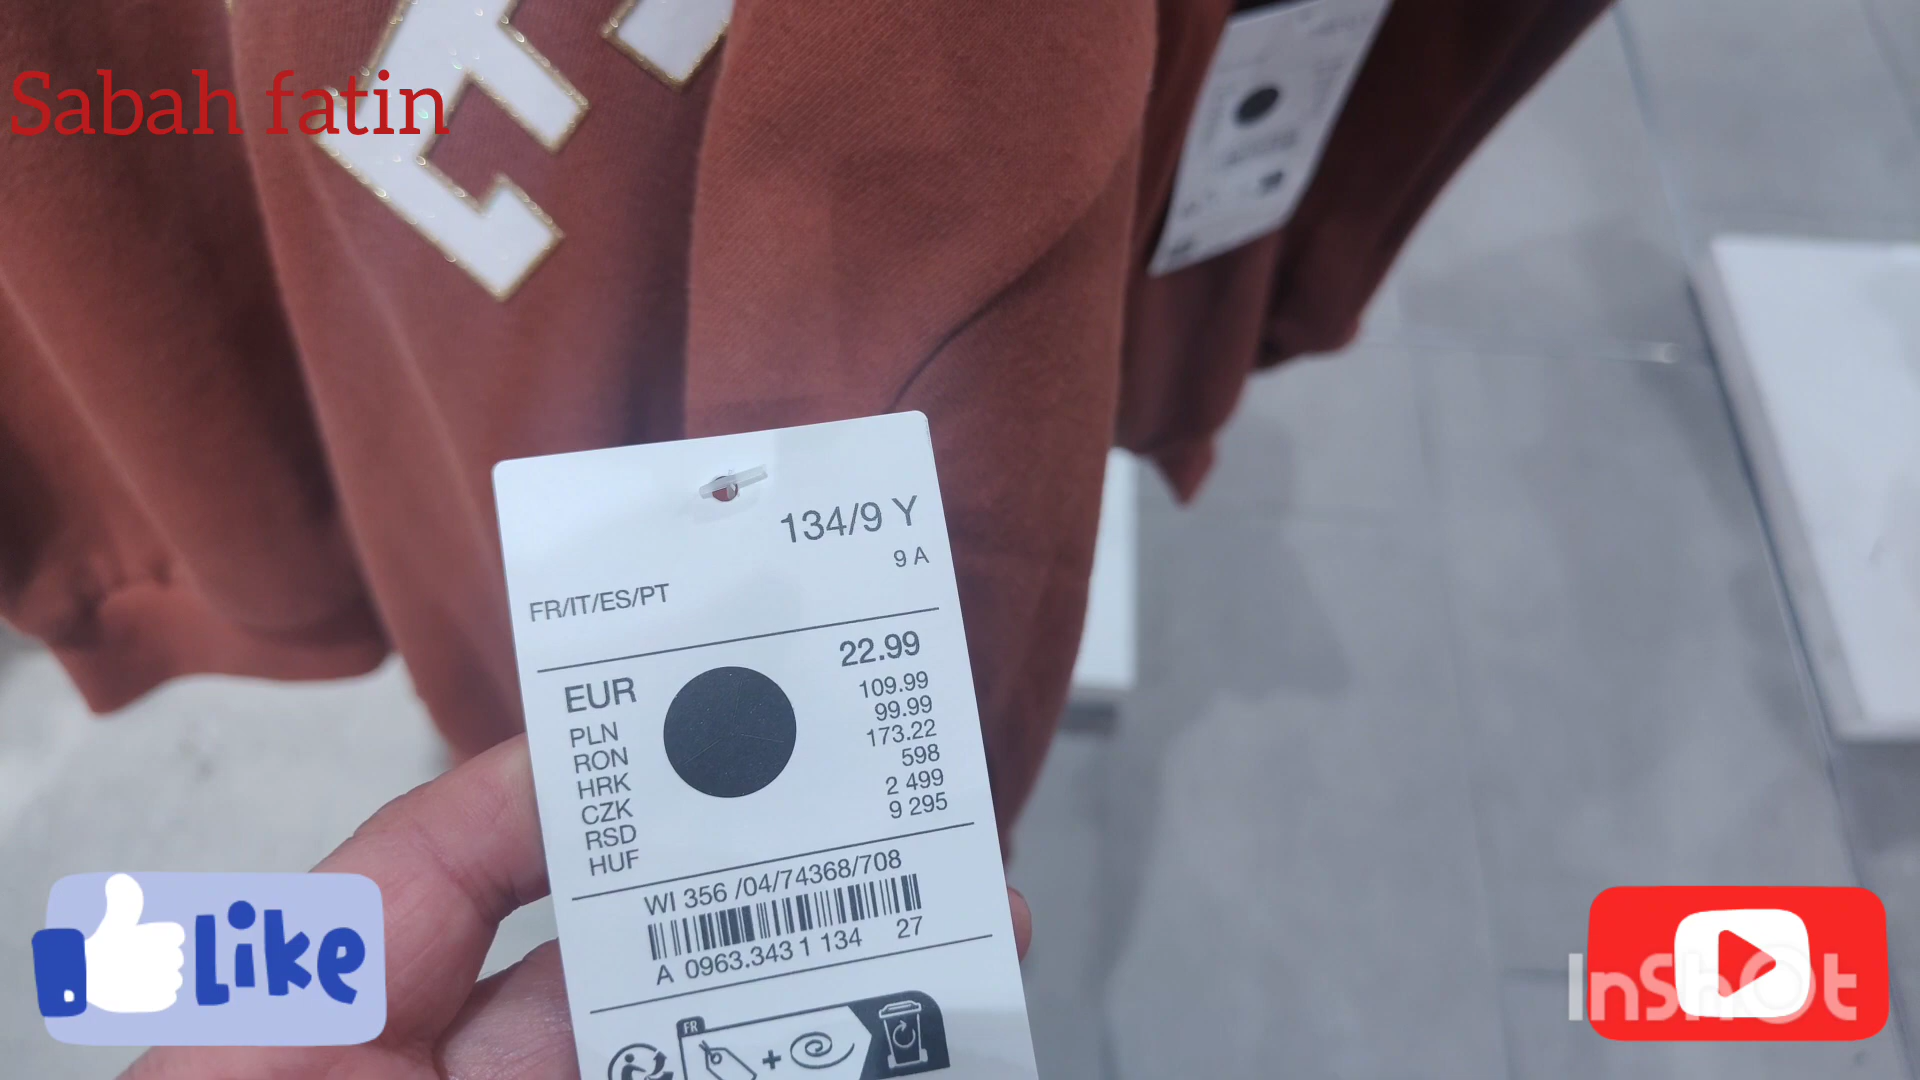 Sabah fatin
134/9 Y
9 A
FR/IT/ES/PT
EUR 22.99
PLN 109.99
RON 99.99
HRK 173.22
CZK 598
RSD 2 499
HUF 9 295
WI 356 /04/74368/708
A 0963.343 1 134 27
FR
+
Like
InShOt